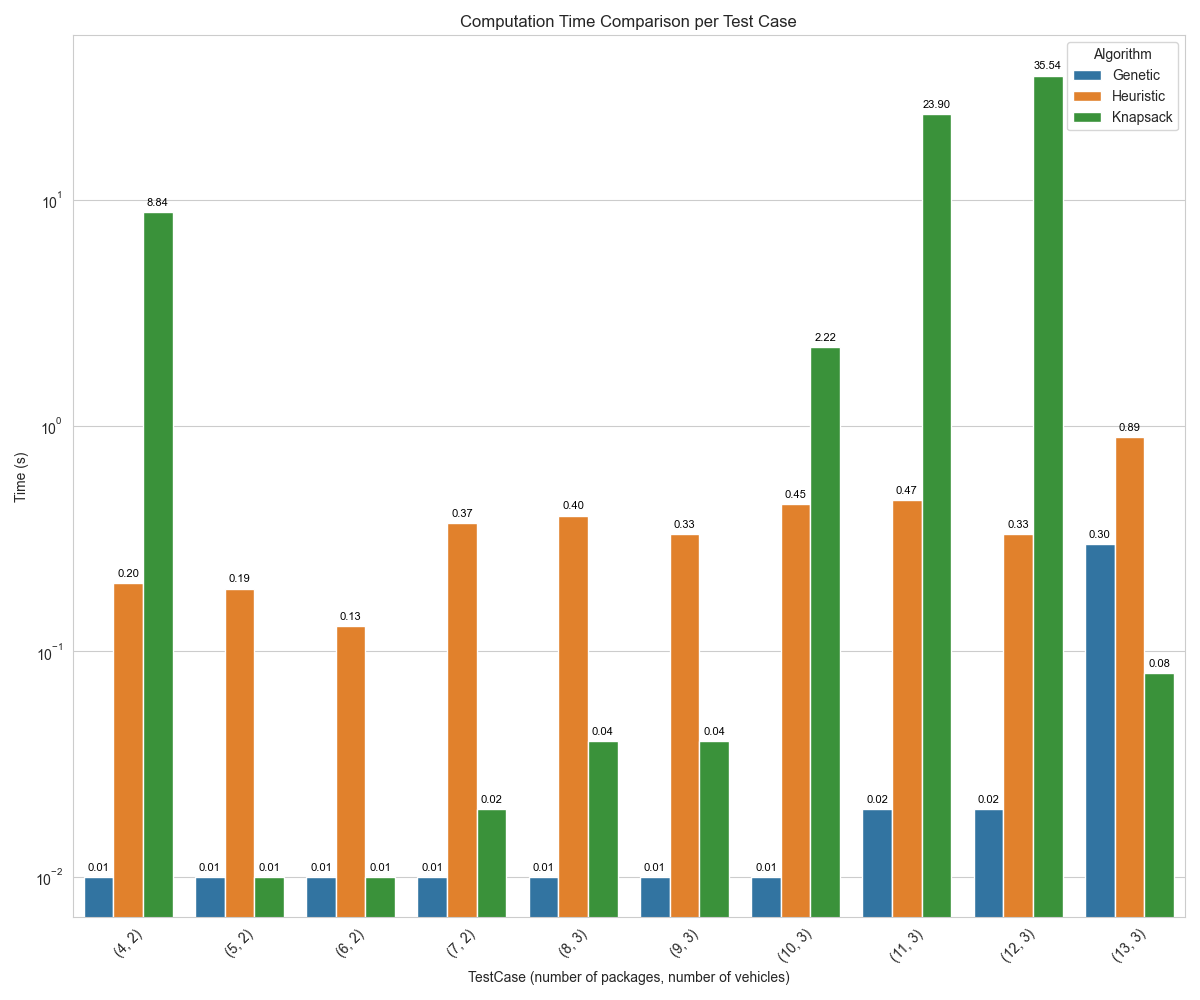 Computation Time Comparison per Test Case
Algorithm
Genetic
Heuristic
Knapsack
Time (s)
10^1
10^0
10^-1
10^-2
0.01 0.20 8.84
0.01 0.19 0.01
0.01 0.13 0.01
0.01 0.37 0.02
0.01 0.40 0.04
0.01 0.33 0.04
0.01 0.45 2.22
0.02 0.47 23.90
0.02 0.33 35.54
0.30 0.89 0.08
(4, 2) (5, 2) (6, 2) (7, 2) (8, 3) (9, 3) (10, 3) (11, 3) (12, 3) (13, 3)
TestCase (number of packages, number of vehicles)